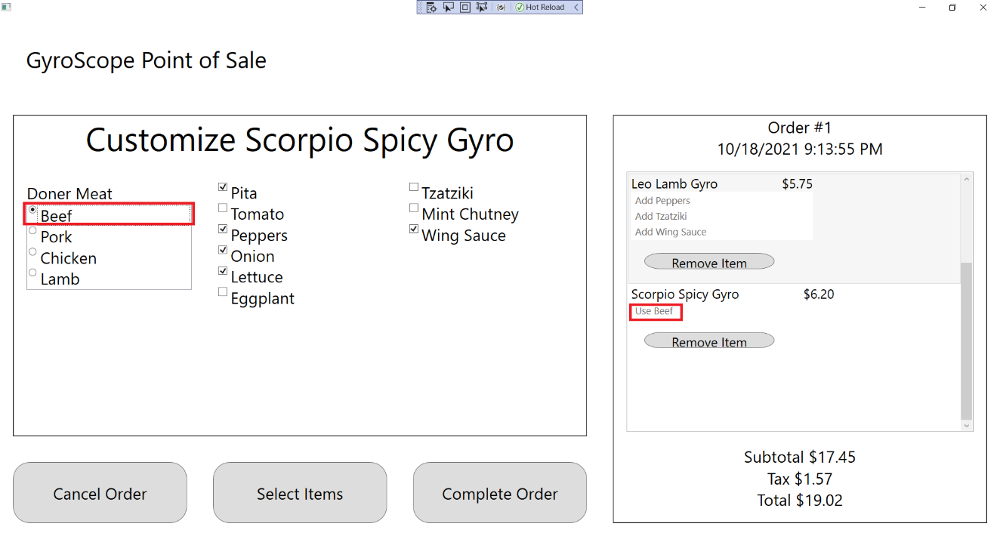 Hot Reload
GyroScope Point of Sale
Customize Scorpio Spicy Gyro
Doner Meat
Beef
Pork
Chicken
Lamb
Pita
Tomato
Peppers
Onion
Lettuce
Eggplant
Tzatziki
Mint Chutney
Wing Sauce
Cancel Order
Select Items
Complete Order
Order #1
10/18/2021 9:13:55 PM
Leo Lamb Gyro $5.75
Add Peppers
Add Tzatziki
Add Wing Sauce
Remove Item
Scorpio Spicy Gyro $6.20
Use Beef
Remove Item
Subtotal $17.45
Tax $1.57
Total $19.02